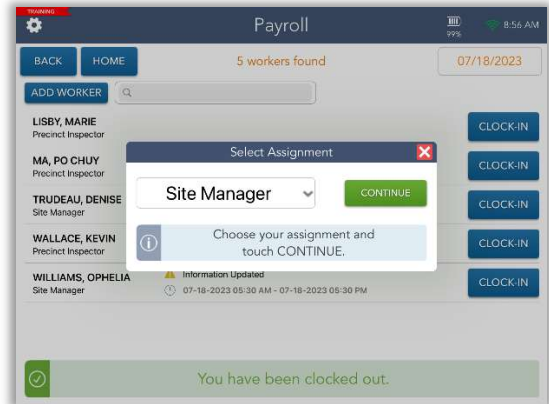 TRAINING
Payroll
99%
8:56 AM
BACK
HOME
5 workers found
07/18/2023
ADD WORKER
LISBY, MARIE
Precinct Inspector
CLOCK-IN
MA, PO CHUY
Precinct Inspector
CLOCK-IN
TRUDEAU, DENISE
Site Manager
CLOCK-IN
WALLACE, KEVIN
Precinct Inspector
CLOCK-IN
WILLIAMS, OPHELIA
Site Manager
Information Updated
07-18-2023 05:30 AM - 07-18-2023 05:30 PM
CLOCK-IN
Select Assignment
Site Manager
CONTINUE
Choose your assignment and
touch CONTINUE.
You have been clocked out.